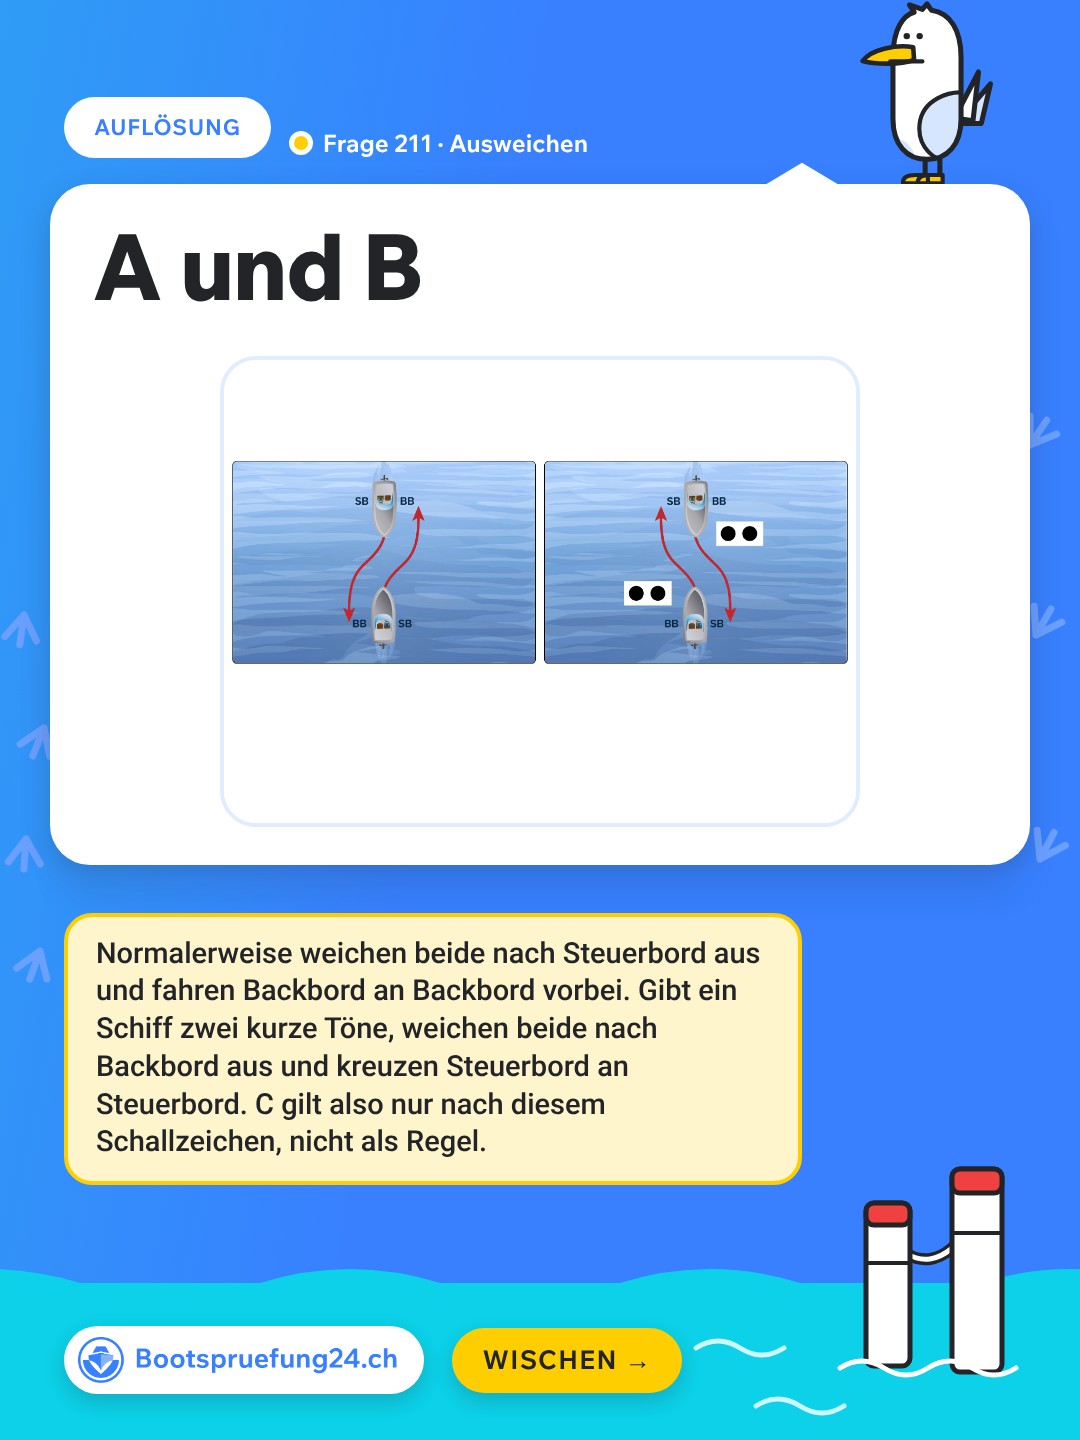 AUFLÖSUNG
Frage 211 · Ausweichen
A und B
SB BB
BB SB
SB BB
BB SB
Normalerweise weichen beide nach Steuerbord aus
und fahren Backbord an Backbord vorbei. Gibt ein
Schiff zwei kurze Töne, weichen beide nach
Backbord aus und kreuzen Steuerbord an
Steuerbord. C gilt also nur nach diesem
Schallzeichen, nicht als Regel.
Bootspruefung24.ch
WISCHEN →